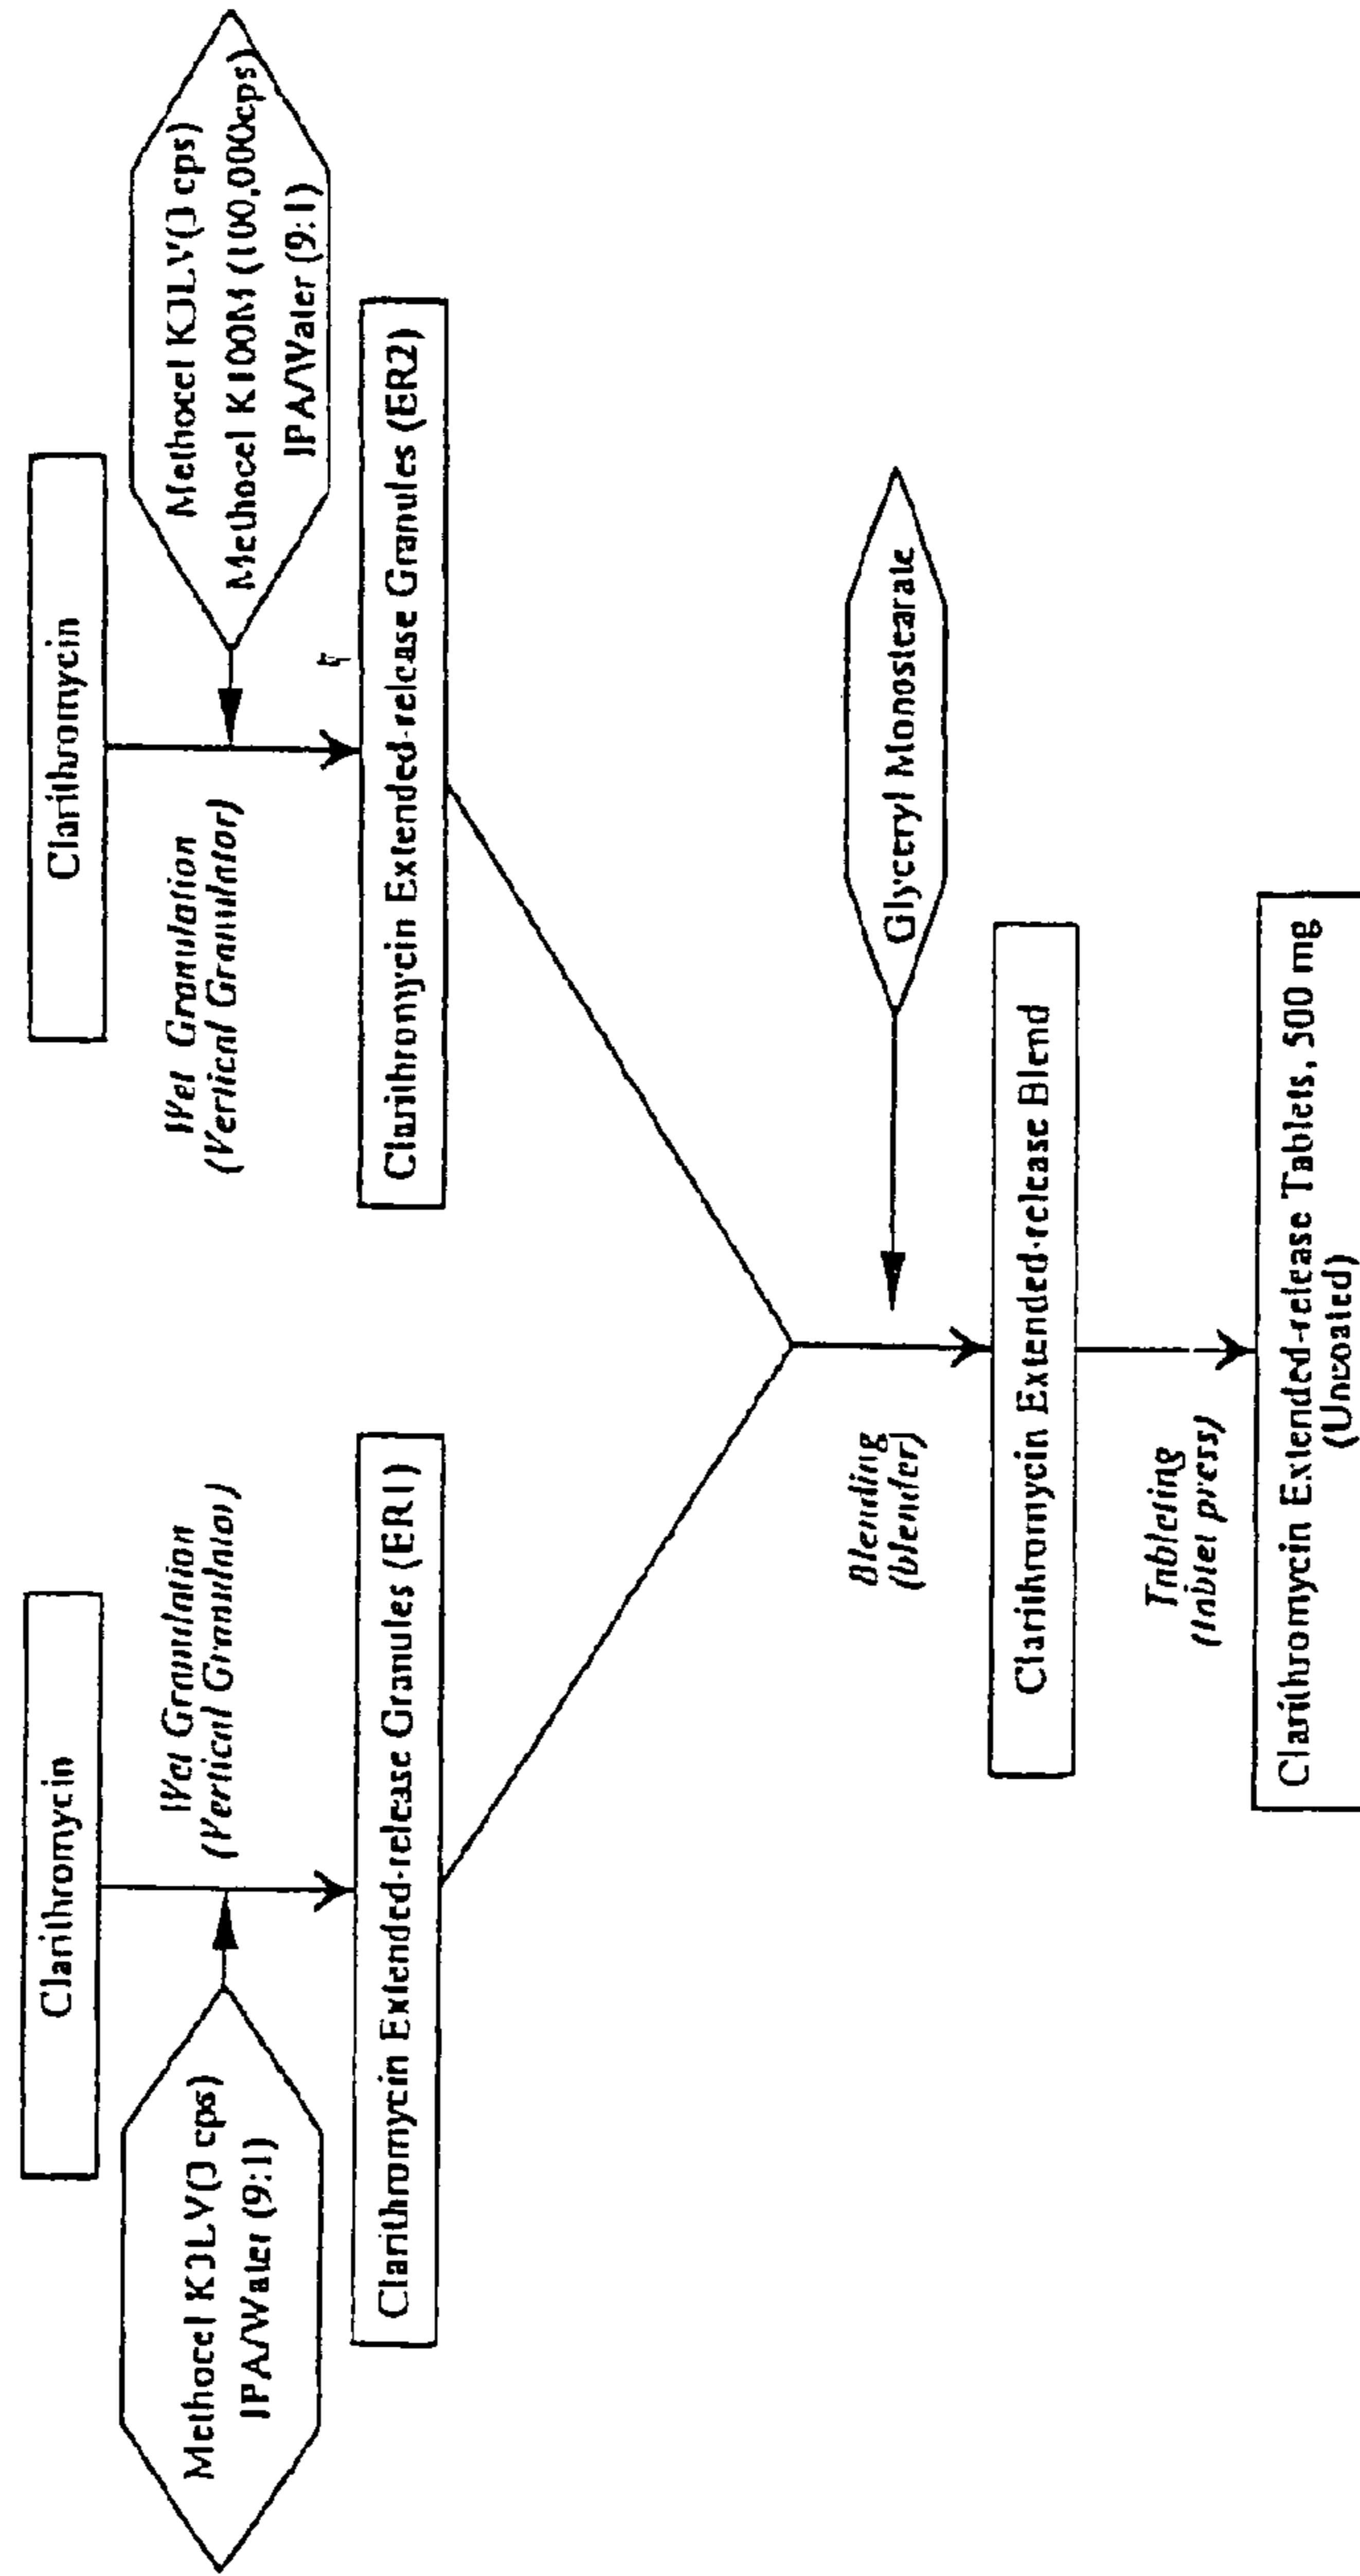 Clarithromycin
Methocel K3LV(3 cps)
IPA/Water (9:1)
Wet Granulation
(Vertical Granulator)
Clarithromycin Extended-release Granules (ER1)
Clarithromycin
Wet Granulation
(Vertical Granulator)
Methocel K3LV(3 cps)
Methocel K100M (100,000cps)
IPA/Water (9:1)
Clarithromycin Extended-release Granules (ER2)
Blending
(blender)
Glyceryl Monostearate
Clarithromycin Extended-release Blend
Tableting
(Tablet press)
Clarithromycin Extended-release Tablets, 500 mg
(Uncoated)